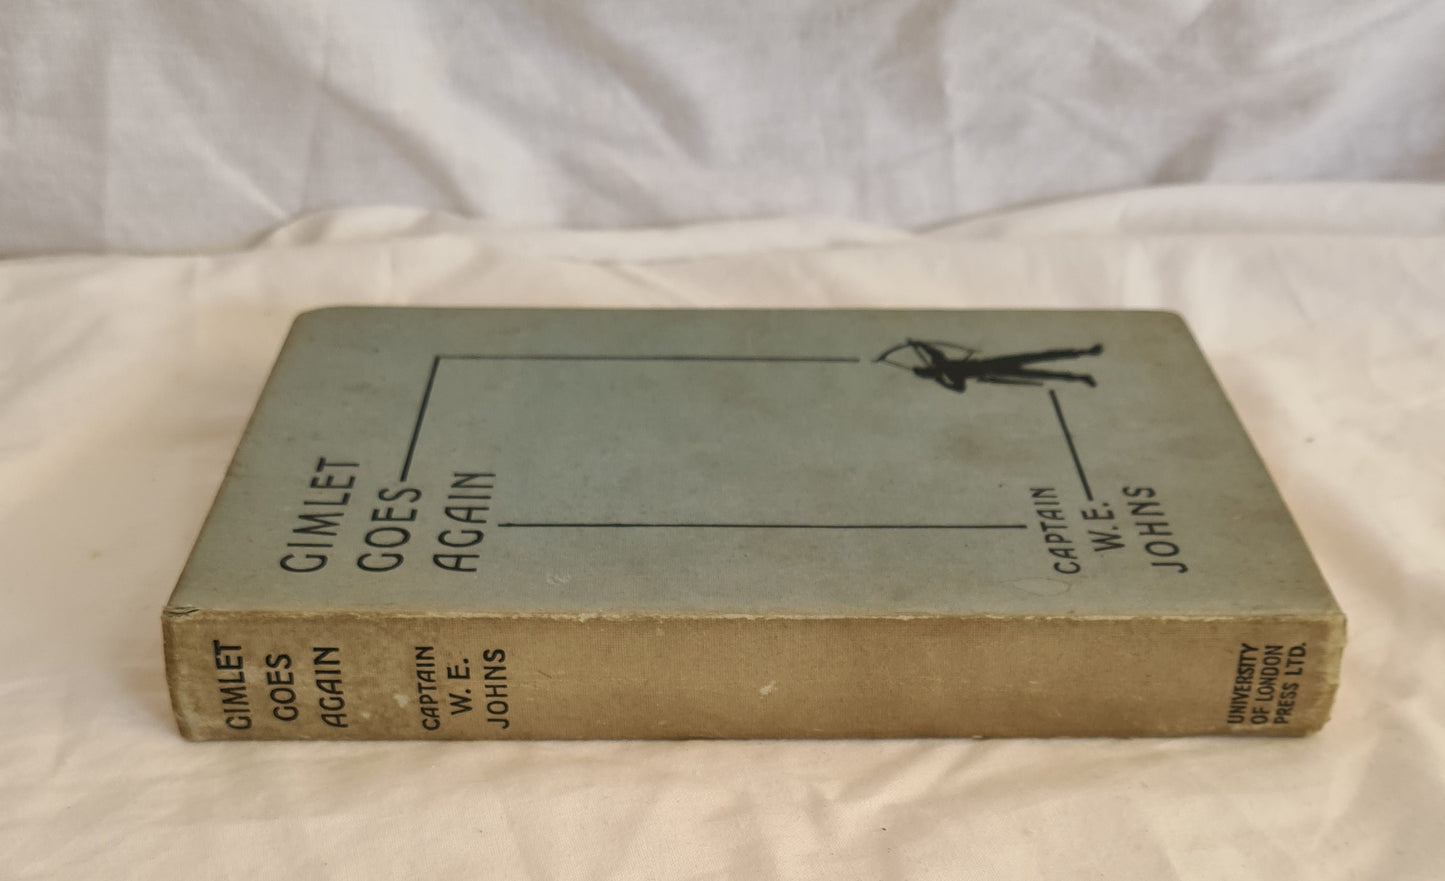 GIMLET
GOES
AGAIN
CAPTAIN
W. E.
JOHNS
GIMLET
GOES
AGAIN
CAPTAIN
W. E.
JOHNS
UNIVERSITY
OF LONDON
PRESS LTD.